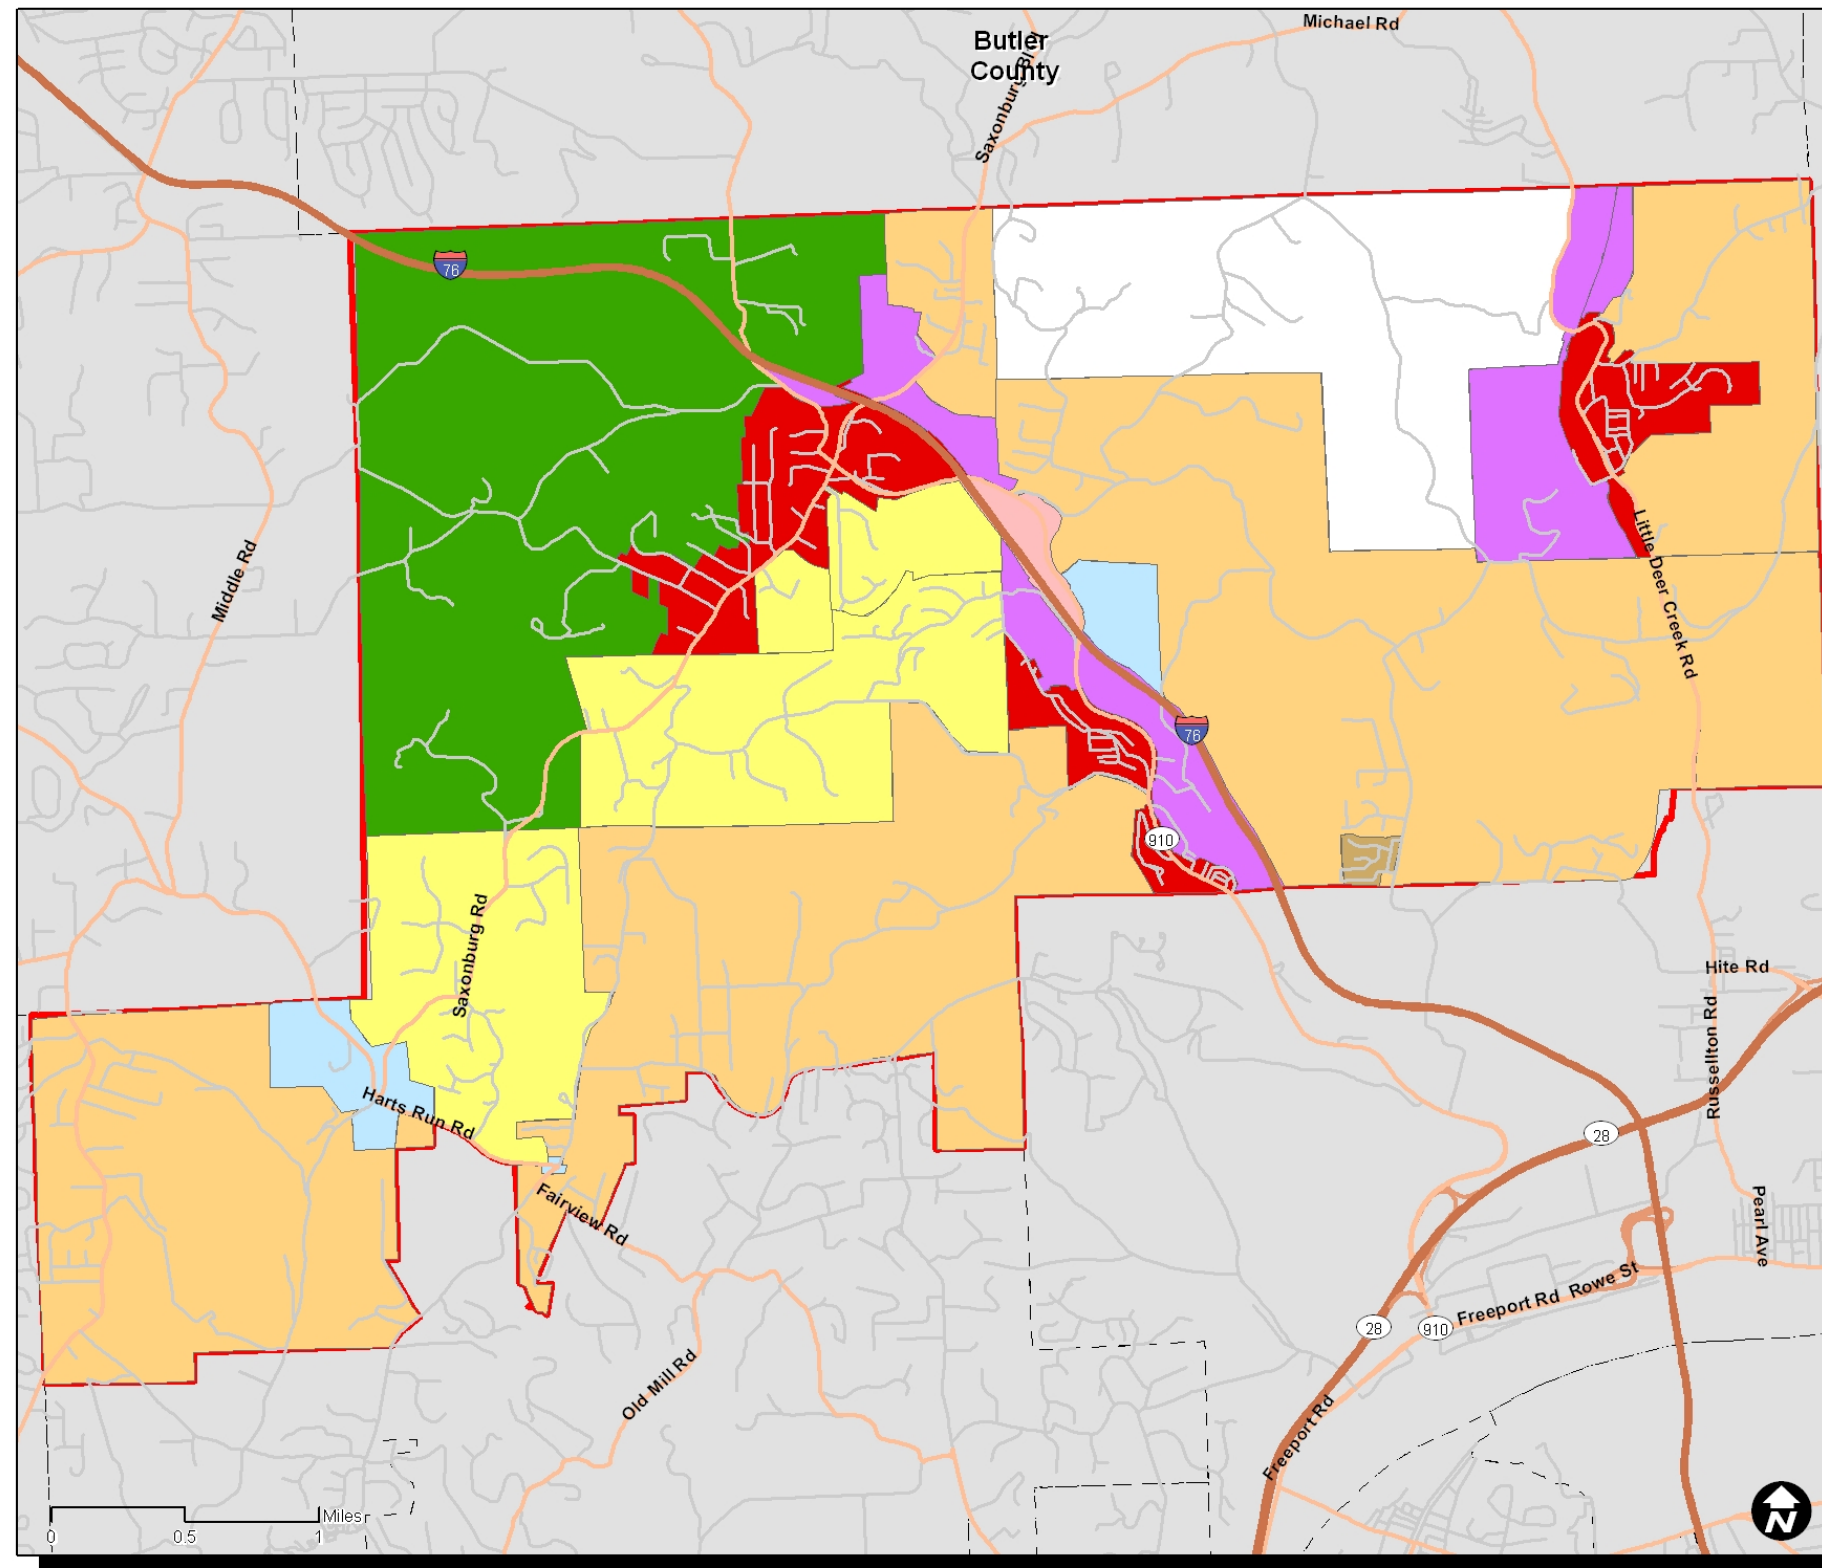 Michael Rd
Butler
County
Saxonburg Blvd
76
Middle Rd
Little Deer Creek Rd
76
910
Saxonburg Rd
Hite Rd
Russellton Rd
Harts Run Rd
28
Fairview Rd
Pearl Ave
Freeport Rd
Rowe St
28
910
Old Mill Rd
Freeport Rd
Miles
0
0.5
1
N